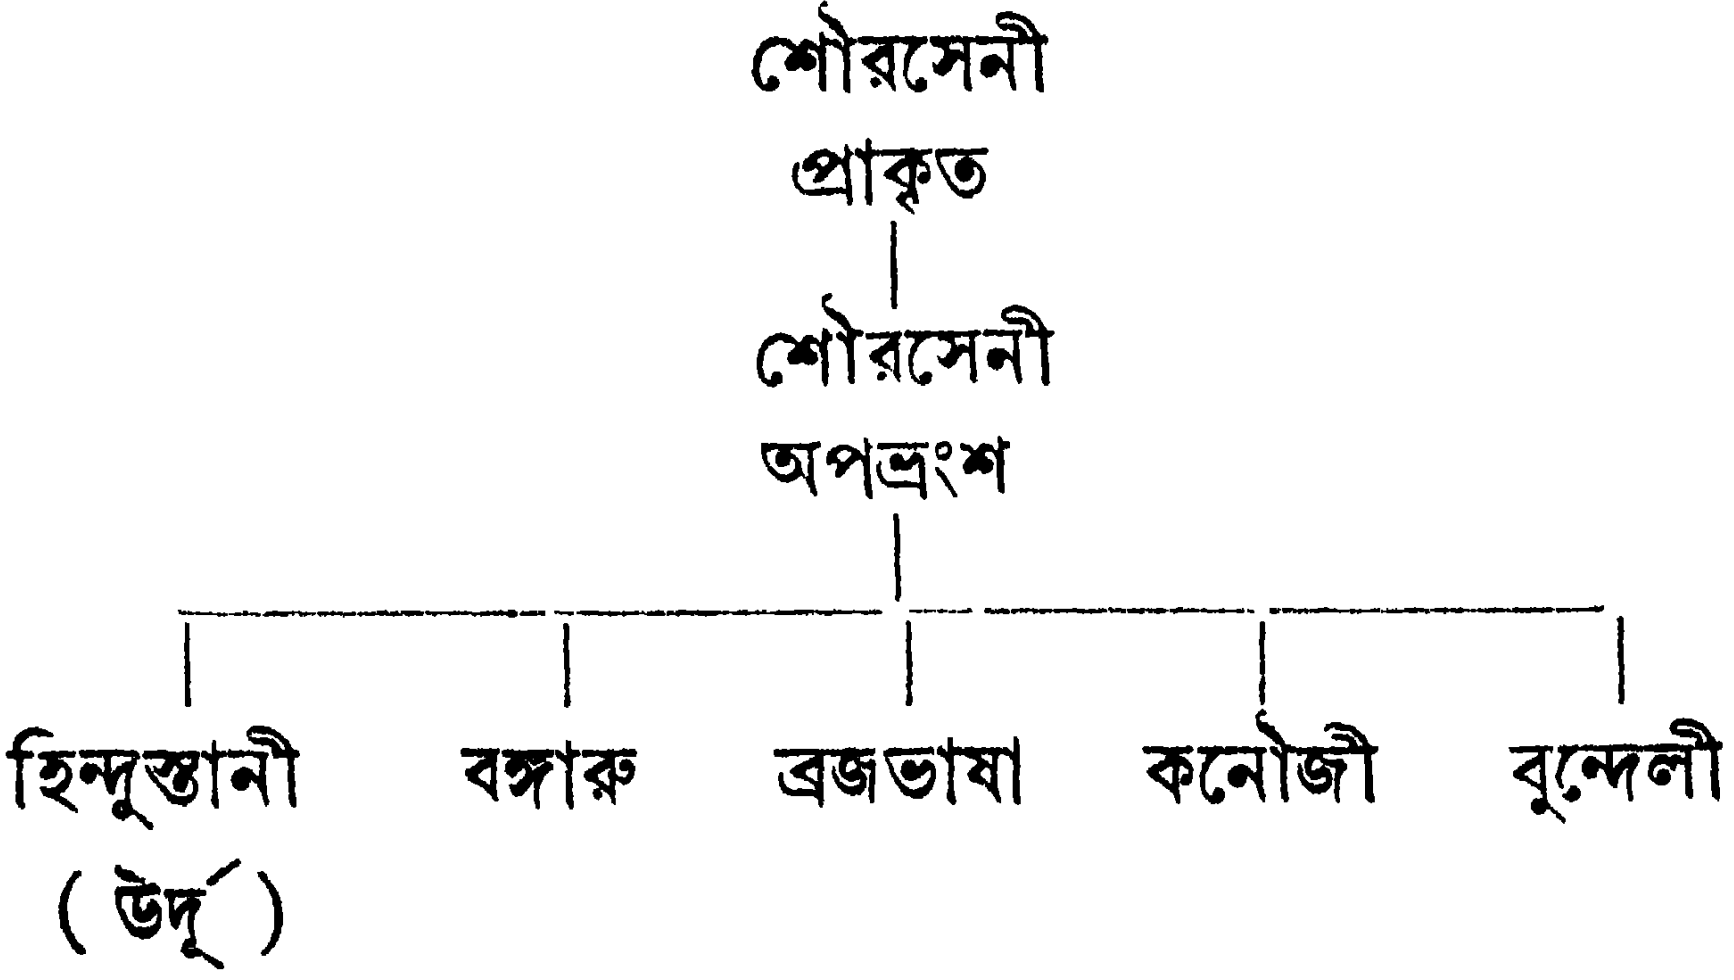 শৌরসেনী
প্রাকৃত
শৌরসেনী
অপভ্রংশ
হিন্দুস্তানী বঙ্গারু ব্রজভাষা কনৌজী বুন্দেলী
( উর্দূ )